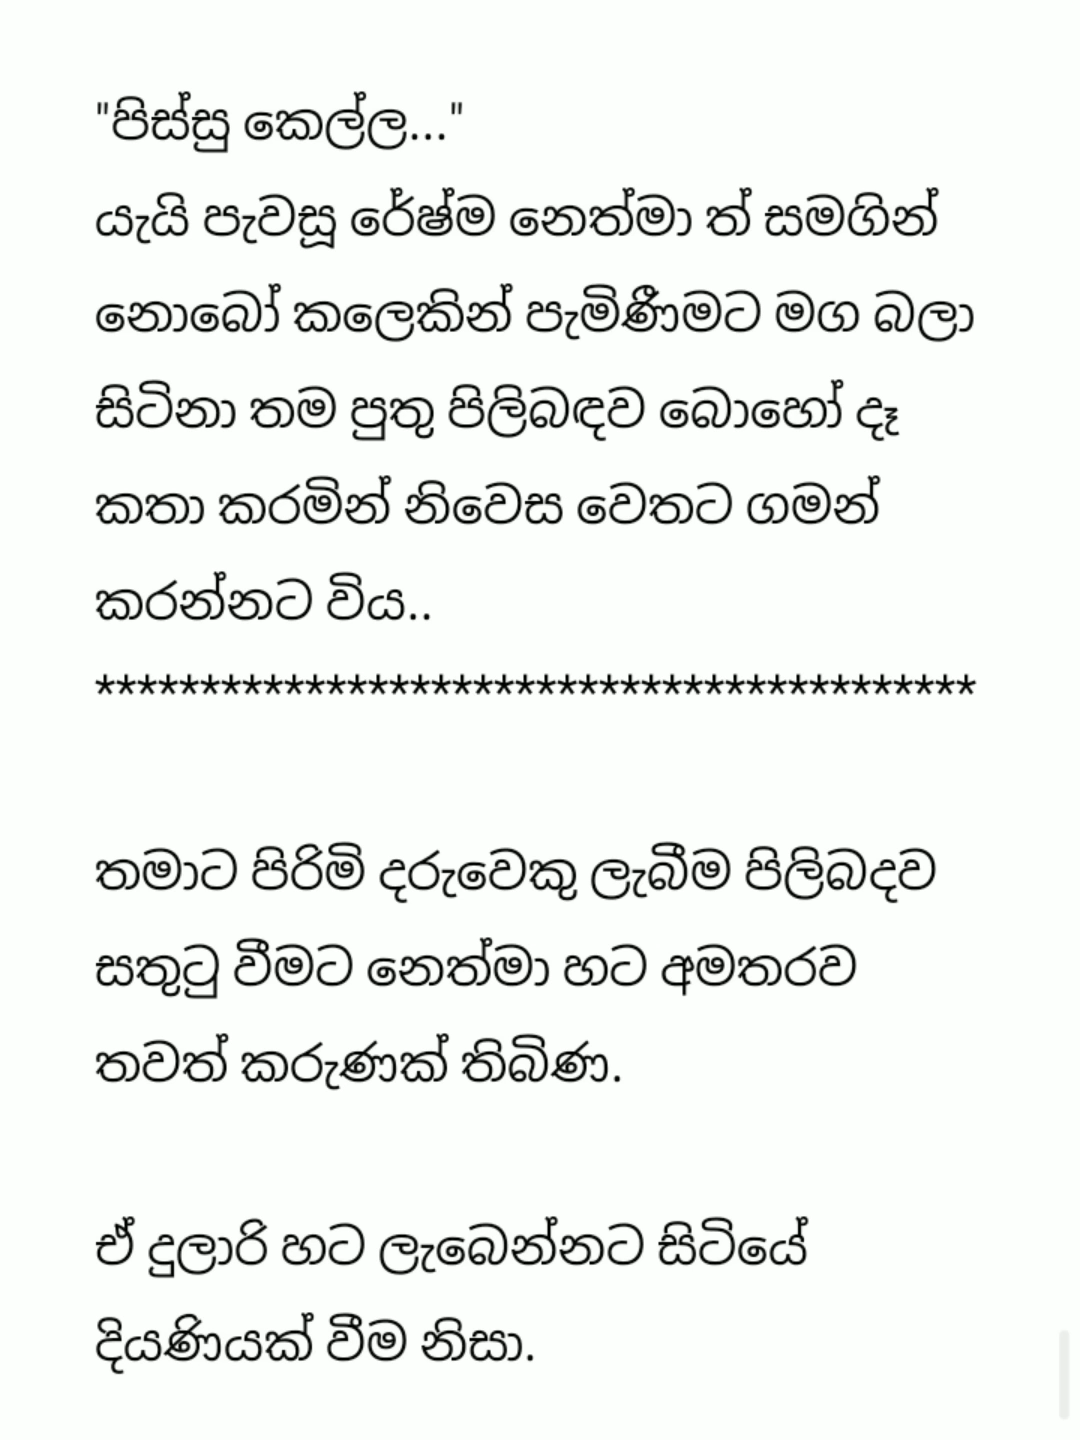 "පිස්සු කෙල්ල..."
යැයි පැවසූ රේෂ්ම නෙත්මා ත් සමගින්
නොබෝ කලෙකින් පැමිණීමට මග බලා
සිටිනා තම පුතු පිලිබඳව බොහෝ දෑ
කතා කරමින් නිවෙස වෙතට ගමන්
කරන්නට විය..
******************************************
තමාට පිරිමි දරුවෙකු ලැබීම පිලිබදව
සතුටු වීමට නෙත්මා හට අමතරව
තවත් කරුණක් තිබිණ.
ඒ දුලාරි හට ලැබෙන්නට සිටියේ
දියණියක් වීම නිසා.